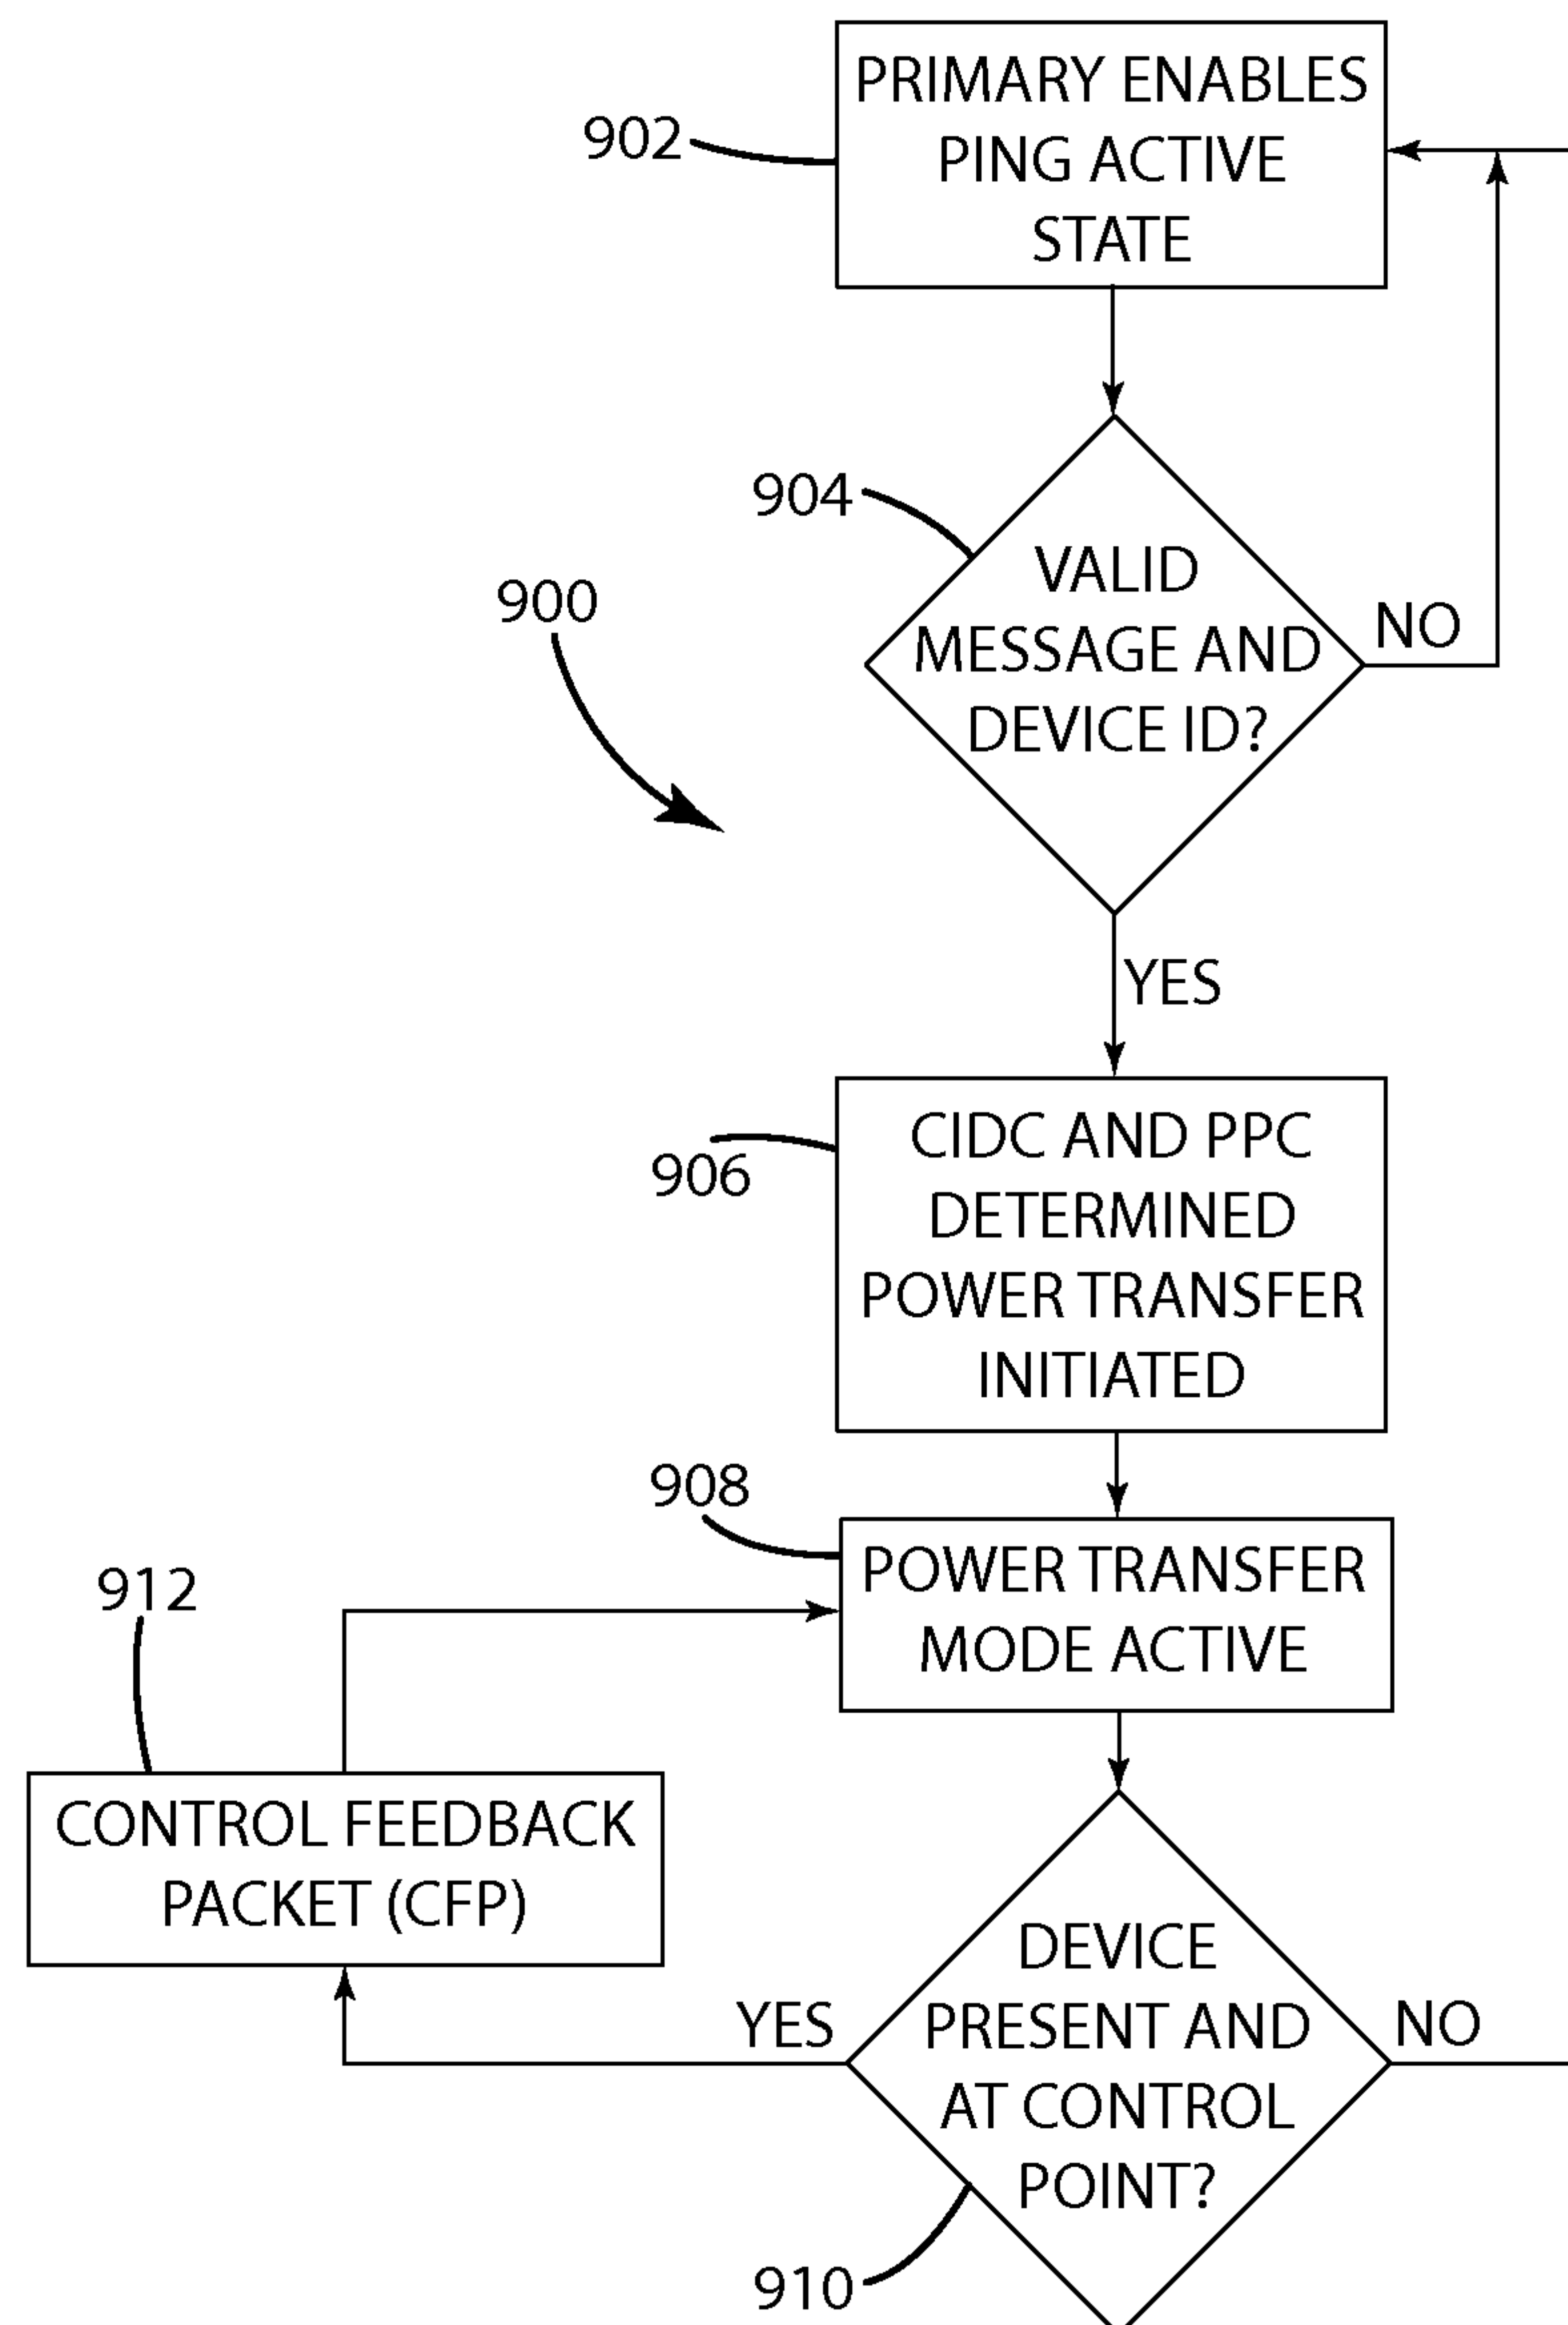 PRIMARY ENABLES
PING ACTIVE
STATE
902
904
VALID
MESSAGE AND
DEVICE ID?
NO
900
YES
CIDC AND PPC
DETERMINED
POWER TRANSFER
INITIATED
906
908
POWER TRANSFER
MODE ACTIVE
912
CONTROL FEEDBACK
PACKET (CFP)
DEVICE
PRESENT AND
AT CONTROL
POINT?
YES
NO
910